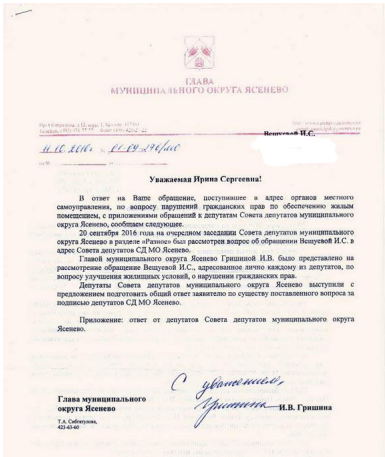 ГЛАВА
МУНИЦИПАЛЬНОГО ОКРУГА ЯСЕНЕВО
Вещуевой И.С.
11.10.2016г.
Уважаемая Ирина Сергеевна!
В ответ на Ваше обращение, поступившее в адрес органов местного
самоуправления, по вопросу нарушений гражданских прав по обеспечению жилым
помещением, с приложениями обращений к депутатам Совета депутатов муниципального
округа Ясенево, сообщаем следующее.
20 сентября 2016 года на очередном заседании Совета депутатов муниципального
округа Ясенево в разделе «Разное» был рассмотрен вопрос об обращении Вещуевой И.С. в
адрес Совета депутатов СД МО Ясенево.
Главой муниципального округа Ясенево Гришиной И.В. было представлено на
рассмотрение обращение Вещуевой И.С., адресованное лично каждому из депутатов, по
вопросу улучшения жилищных условий, о нарушении гражданских прав.
Депутаты Совета депутатов муниципального округа Ясенево выступили с
предложением подготовить общий ответ заявителю по существу поставленного вопроса за
подписью депутатов СД МО Ясенево.
Приложение: ответ от депутатов Совета депутатов муниципального округа
Ясенево.
С уважением,
Глава муниципального
округа Ясенево
Гришина И.В. Гришина
Т.А.
423-63-60